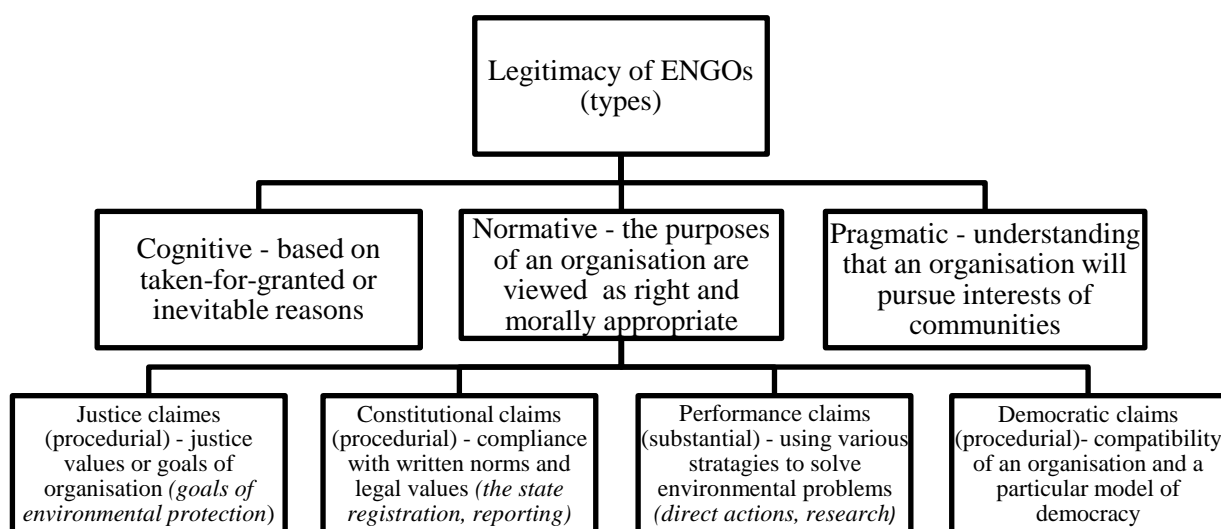 Legitimacy of ENGOs
(types)
Cognitive - based on
taken-for-granted or
inevitable reasons
Normative - the purposes
of an organisation are
viewed as right and
morally appropriate
Pragmatic - understanding
that an organisation will
pursue interests of
communities
Justice claimes
(procedurial) - justice
values or goals of
organisation (goals of
environmental protection)
Constitutional claims
(procedurial) - compliance
with written norms and
legal values (the state
registration, reporting)
Performance claims
(substantial) - using various
stratagies to solve
environmental problems
(direct actions, research)
Democratic claims
(procedurial)- compatibility
of an organisation and a
particular model of
democracy